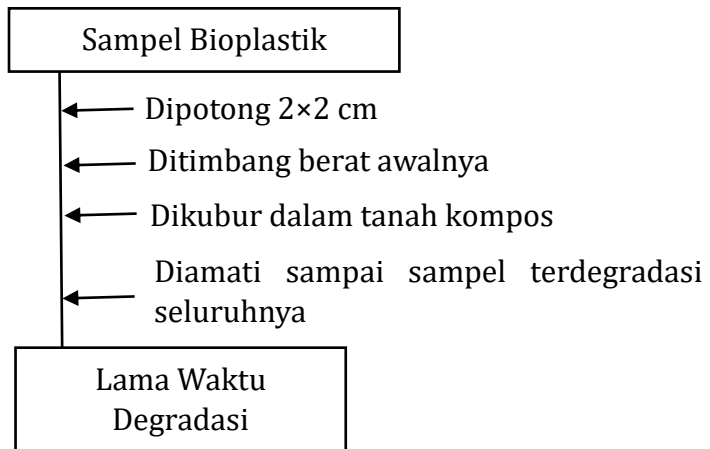 Sampel Bioplastik
Dipotong 2×2 cm
Ditimbang berat awalnya
Dikubur dalam tanah kompos
Diamati sampai sampel terdegradasi
seluruhnya
Lama Waktu
Degradasi